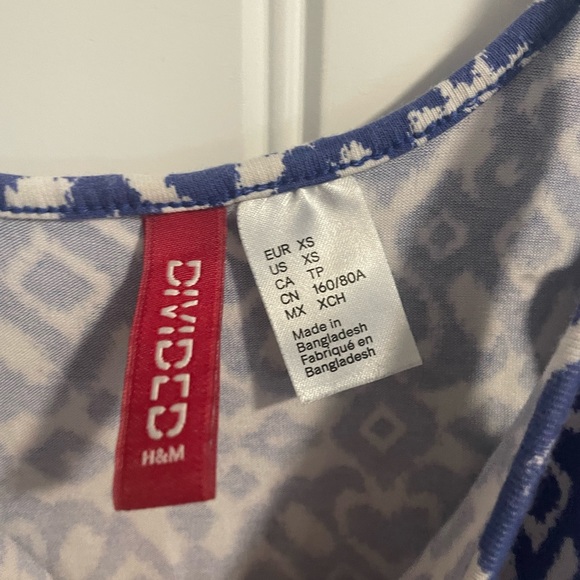 DIVIDED
H&M
EUR XS
US XS
CA TP
CN 160/80A
MX XCH
Made in
Bangladesh
Fabriqué en
Bangladesh